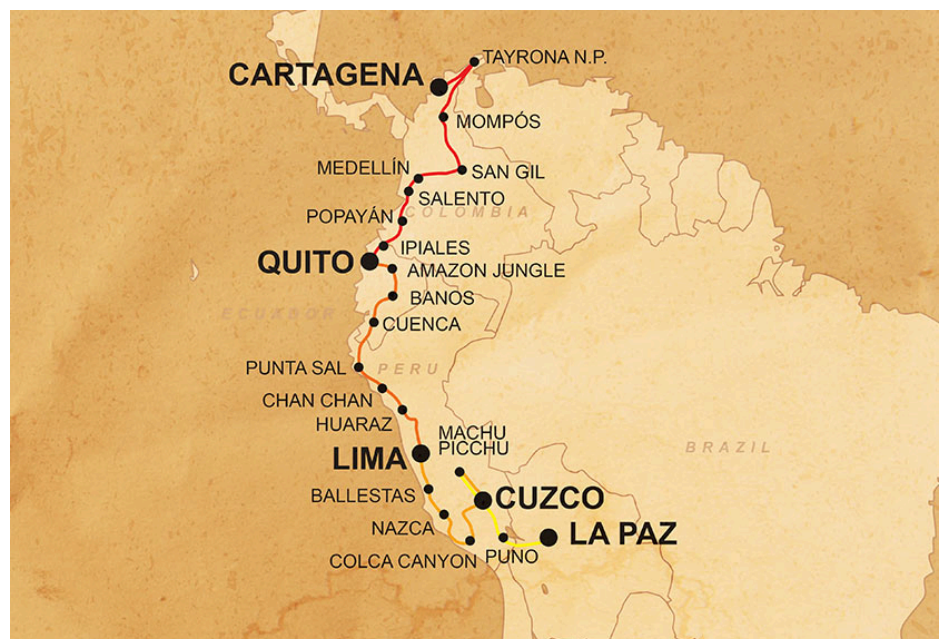 TAYRONA N.P.
CARTAGENA
MOMPÓS
MEDELLÍN
SAN GIL
SALENTO
COLOMBIA
POPAYÁN
IPIALES
QUITO
AMAZON JUNGLE
BANOS
ECUADOR
CUENCA
PUNTA SAL
PERU
CHAN CHAN
HUARAZ
MACHU
PICCHU
BRAZIL
LIMA
BALLESTAS
CUZCO
NAZCA
LA PAZ
COLCA CANYON
PUNO